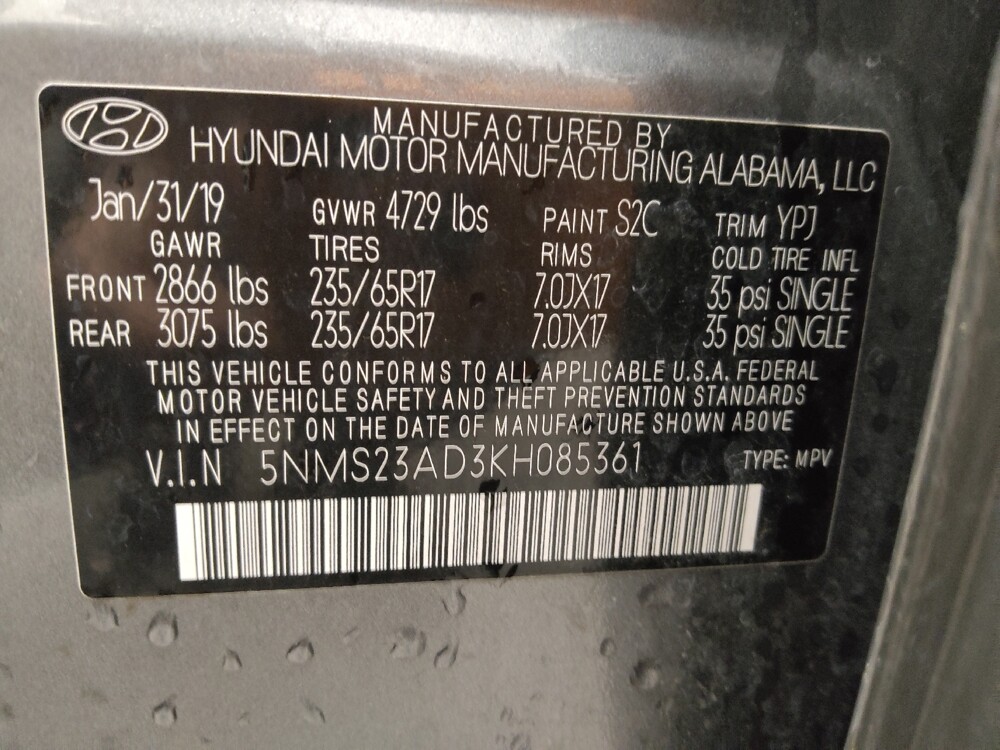 MANUFACTURED BY
HYUNDAI MOTOR MANUFACTURING ALABAMA, LLC
Jan/31/19 GVWR 4729 lbs PAINT S2C TRIM YPJ
GAWR TIRES RIMS COLD TIRE INFL
FRONT 2866 lbs 235/65R17 7.0JX17 35 psi SINGLE
REAR 3075 lbs 235/65R17 7.0JX17 35 psi SINGLE
THIS VEHICLE CONFORMS TO ALL APPLICABLE U.S.A. FEDERAL
MOTOR VEHICLE SAFETY AND THEFT PREVENTION STANDARDS
IN EFFECT ON THE DATE OF MANUFACTURE SHOWN ABOVE
V.I.N 5NMS23AD3KH085361 TYPE: MPV